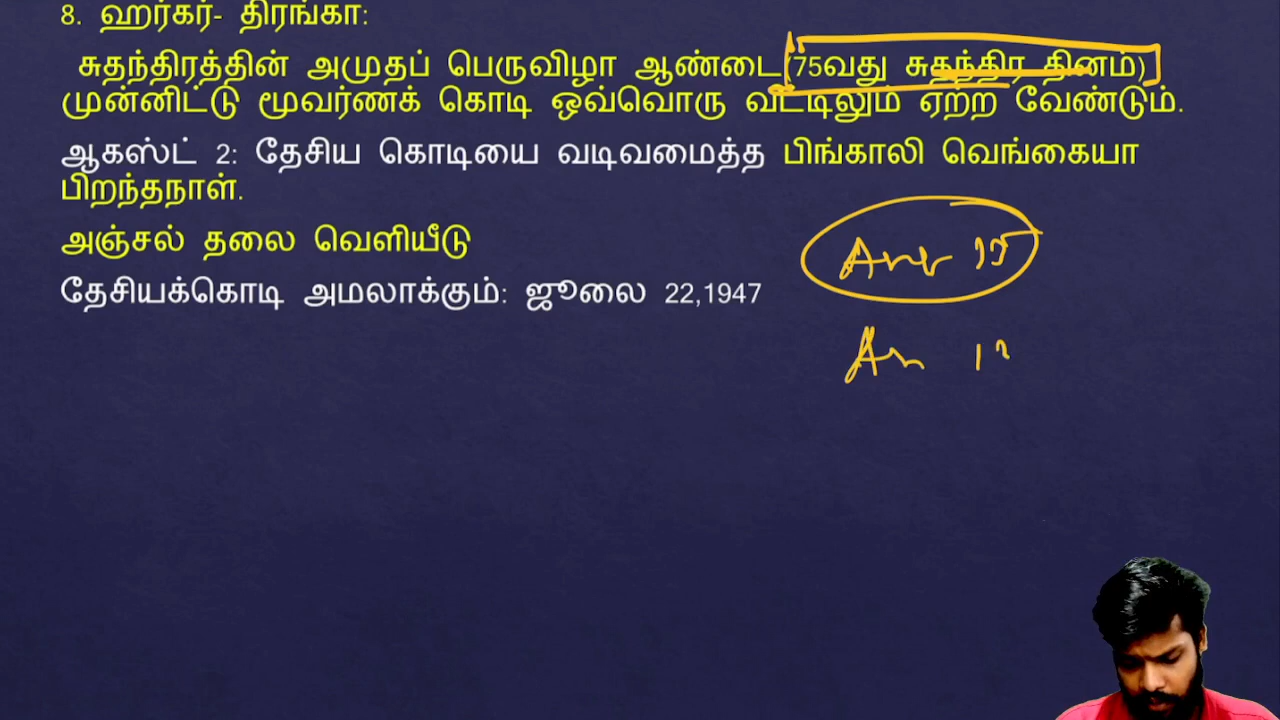 8. ஹர்கர்- திரங்கா:
சுதந்திரத்தின் அமுதப் பெருவிழா ஆண்டை(75வது சுதந்திர தினம்)
முன்னிட்டு மூவர்ணக் கொடி ஒவ்வொரு வீட்டிலும் ஏற்ற வேண்டும்.
ஆகஸ்ட் 2: தேசிய கொடியை வடிவமைத்த பிங்காலி வெங்கையா
பிறந்தநாள்.
அஞ்சல் தலை வெளியீடு
தேசியக்கொடி அமலாக்கும்: ஜூலை 22,1947